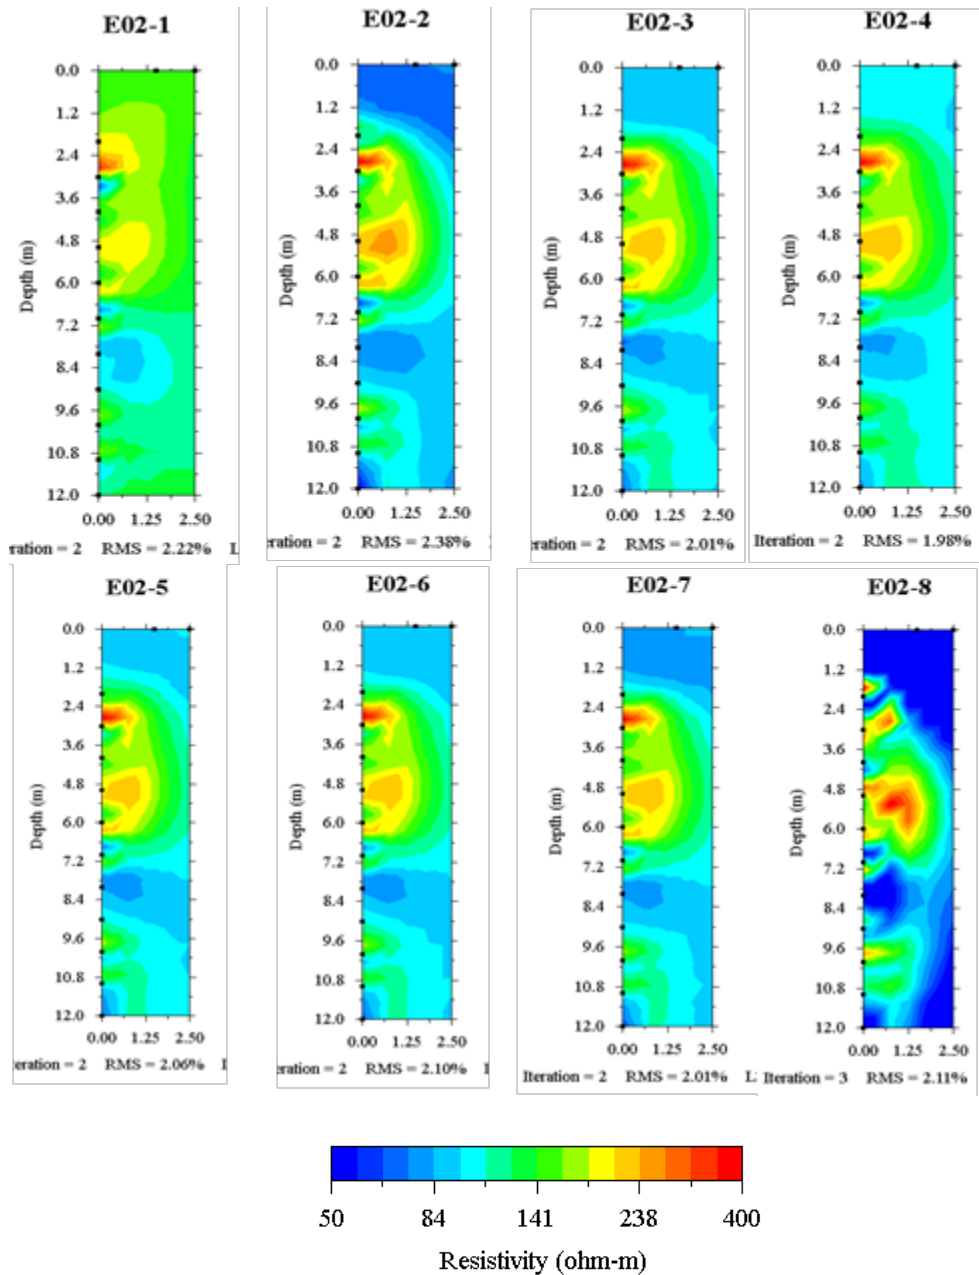 E02-1
E02-2
E02-3
E02-4
0.0
1.2
2.4
3.6
4.8
6.0
7.2
8.4
9.6
10.8
12.0
Depth (m)
0.00 1.25 2.50
ration = 2 RMS = 2.22% L
0.0
1.2
2.4
3.6
4.8
6.0
7.2
8.4
9.6
10.8
12.0
Depth (m)
0.00 1.25 2.50
eration = 2 RMS = 2.38%
0.0
1.2
2.4
3.6
4.8
6.0
7.2
8.4
9.6
10.8
12.0
Depth (m)
0.00 1.25 2.50
eration = 2 RMS = 2.01%
0.0
1.2
2.4
3.6
4.8
6.0
7.2
8.4
9.6
10.8
12.0
Depth (m)
0.00 1.25 2.50
Iteration = 2 RMS = 1.98%
E02-5
E02-6
E02-7
E02-8
0.0
1.2
2.4
3.6
4.8
6.0
7.2
8.4
9.6
10.8
12.0
Depth (m)
0.00 1.25 2.50
eration = 2 RMS = 2.06% I
0.0
1.2
2.4
3.6
4.8
6.0
7.2
8.4
9.6
10.8
12.0
Depth (m)
0.00 1.25 2.50
eration = 2 RMS = 2.10% I
0.0
1.2
2.4
3.6
4.8
6.0
7.2
8.4
9.6
10.8
12.0
Depth (m)
0.00 1.25 2.50
Iteration = 2 RMS = 2.01% L
0.0
1.2
2.4
3.6
4.8
6.0
7.2
8.4
9.6
10.8
12.0
Depth (m)
0.00 1.25 2.50
Iteration = 3 RMS = 2.11%
50 84 141 238 400
Resistivity (ohm-m)